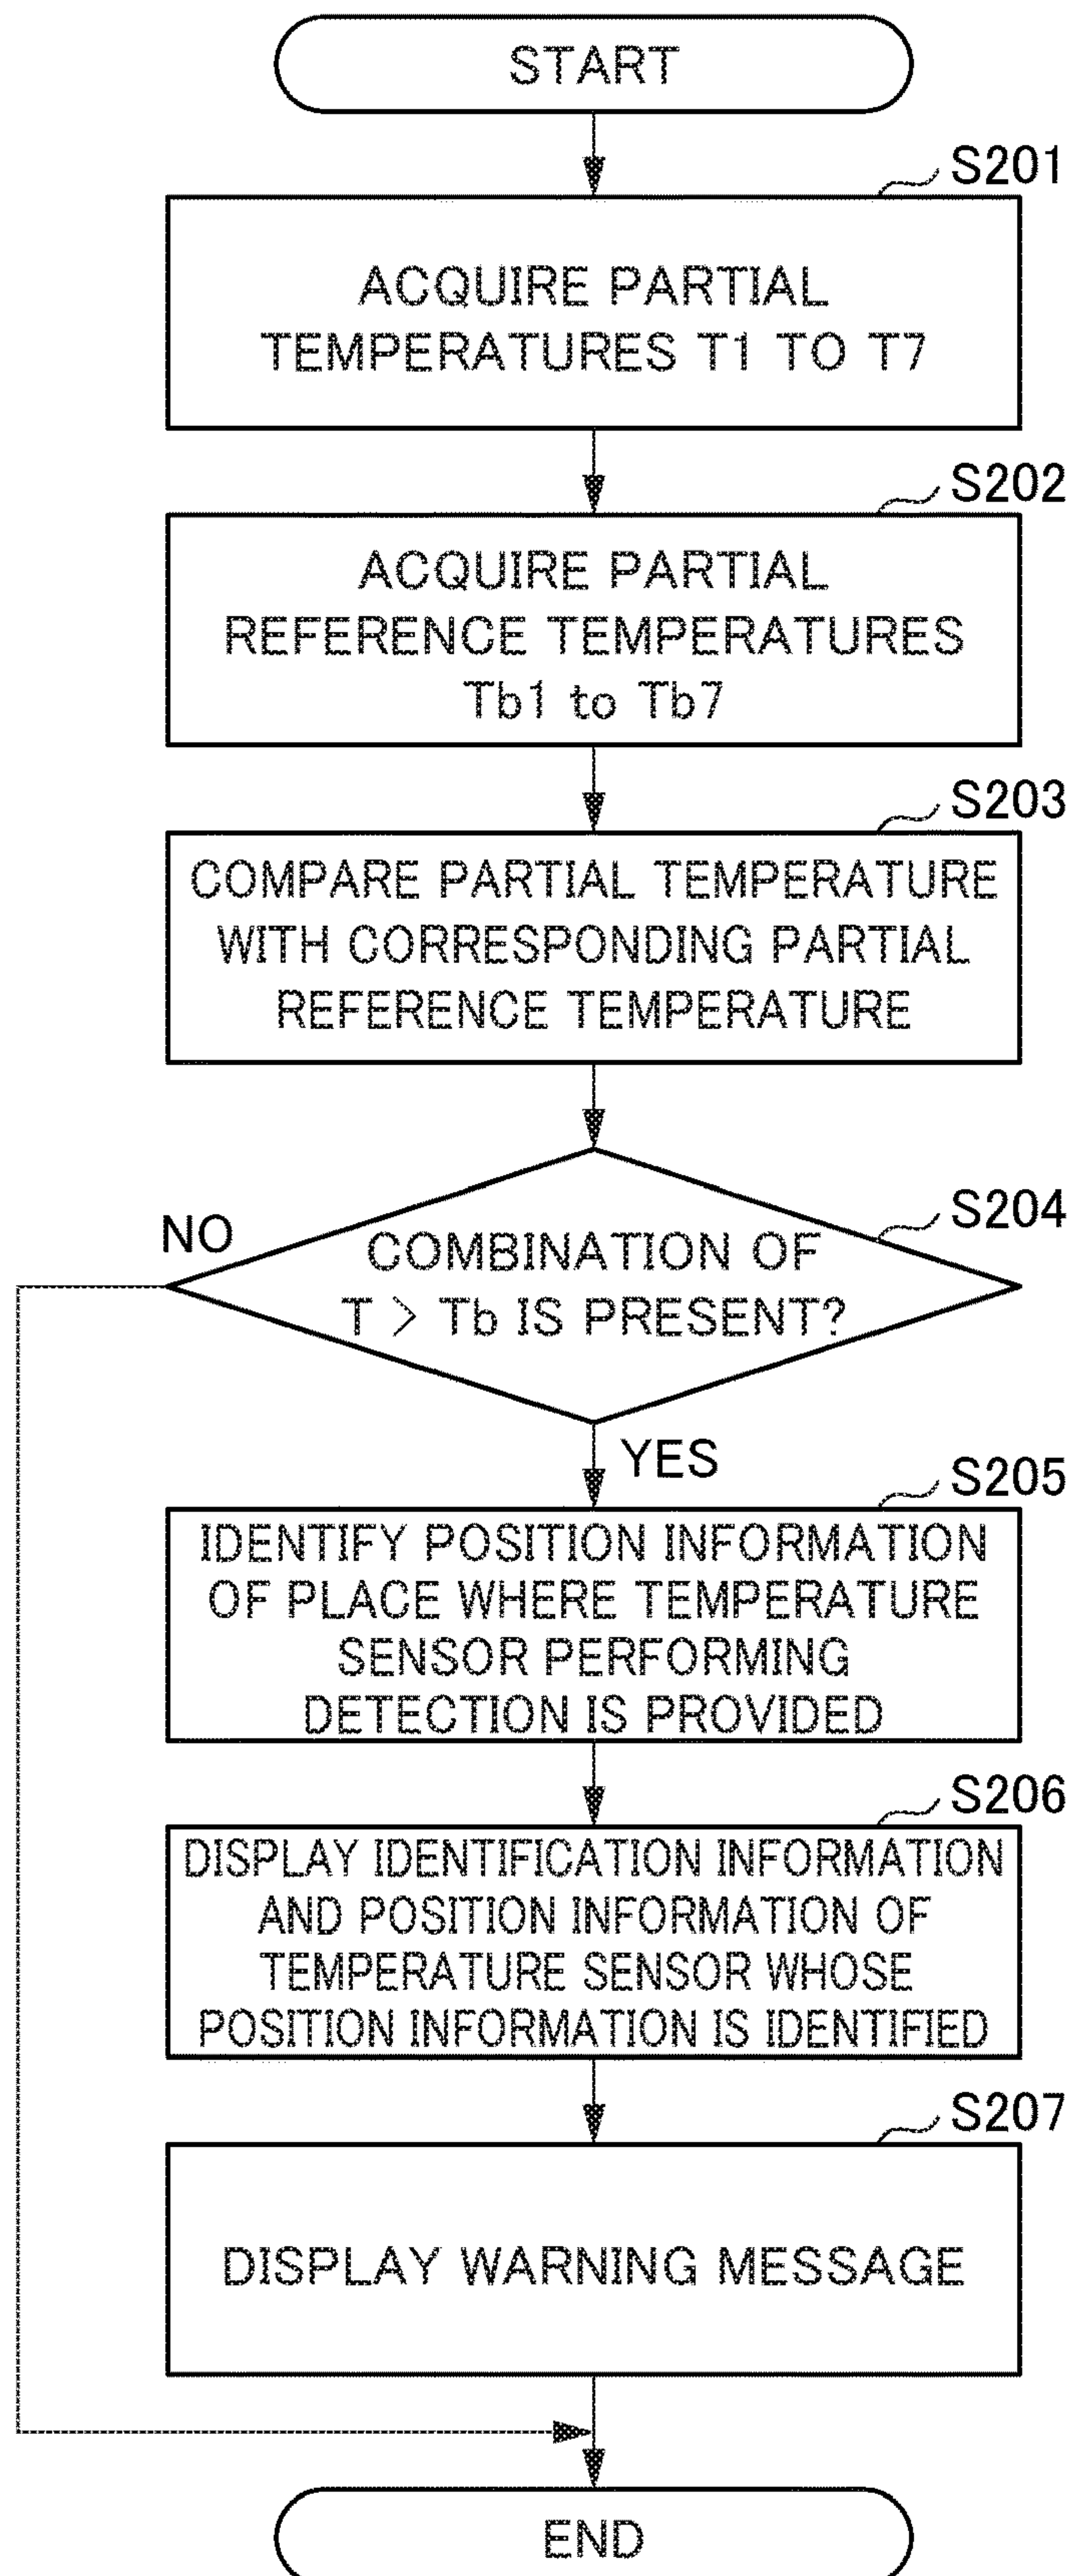 START
S201
ACQUIRE PARTIAL
TEMPERATURES T1 TO T7
S202
ACQUIRE PARTIAL
REFERENCE TEMPERATURES
Tb1 to Tb7
S203
COMPARE PARTIAL TEMPERATURE
WITH CORRESPONDING PARTIAL
REFERENCE TEMPERATURE
S204
NO
COMBINATION OF
T > Tb IS PRESENT?
YES
S205
IDENTIFY POSITION INFORMATION
OF PLACE WHERE TEMPERATURE
SENSOR PERFORMING
DETECTION IS PROVIDED
S206
DISPLAY IDENTIFICATION INFORMATION
AND POSITION INFORMATION OF
TEMPERATURE SENSOR WHOSE
POSITION INFORMATION IS IDENTIFIED
S207
DISPLAY WARNING MESSAGE
END